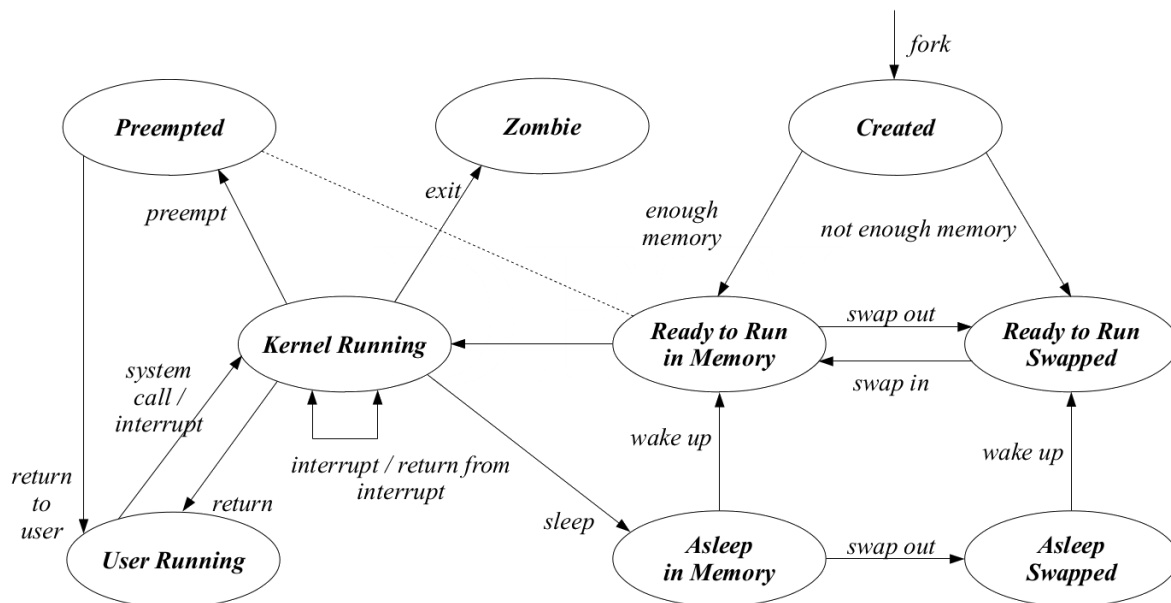 fork
Preempted
Zombie
Created
preempt
exit
enough
memory
not enough memory
Kernel Running
Ready to Run
in Memory
swap out
Ready to Run
Swapped
swap in
system
call /
interrupt
wake up
wake up
interrupt / return from
interrupt
return
to
user
return
sleep
User Running
Asleep
in Memory
swap out
Asleep
Swapped